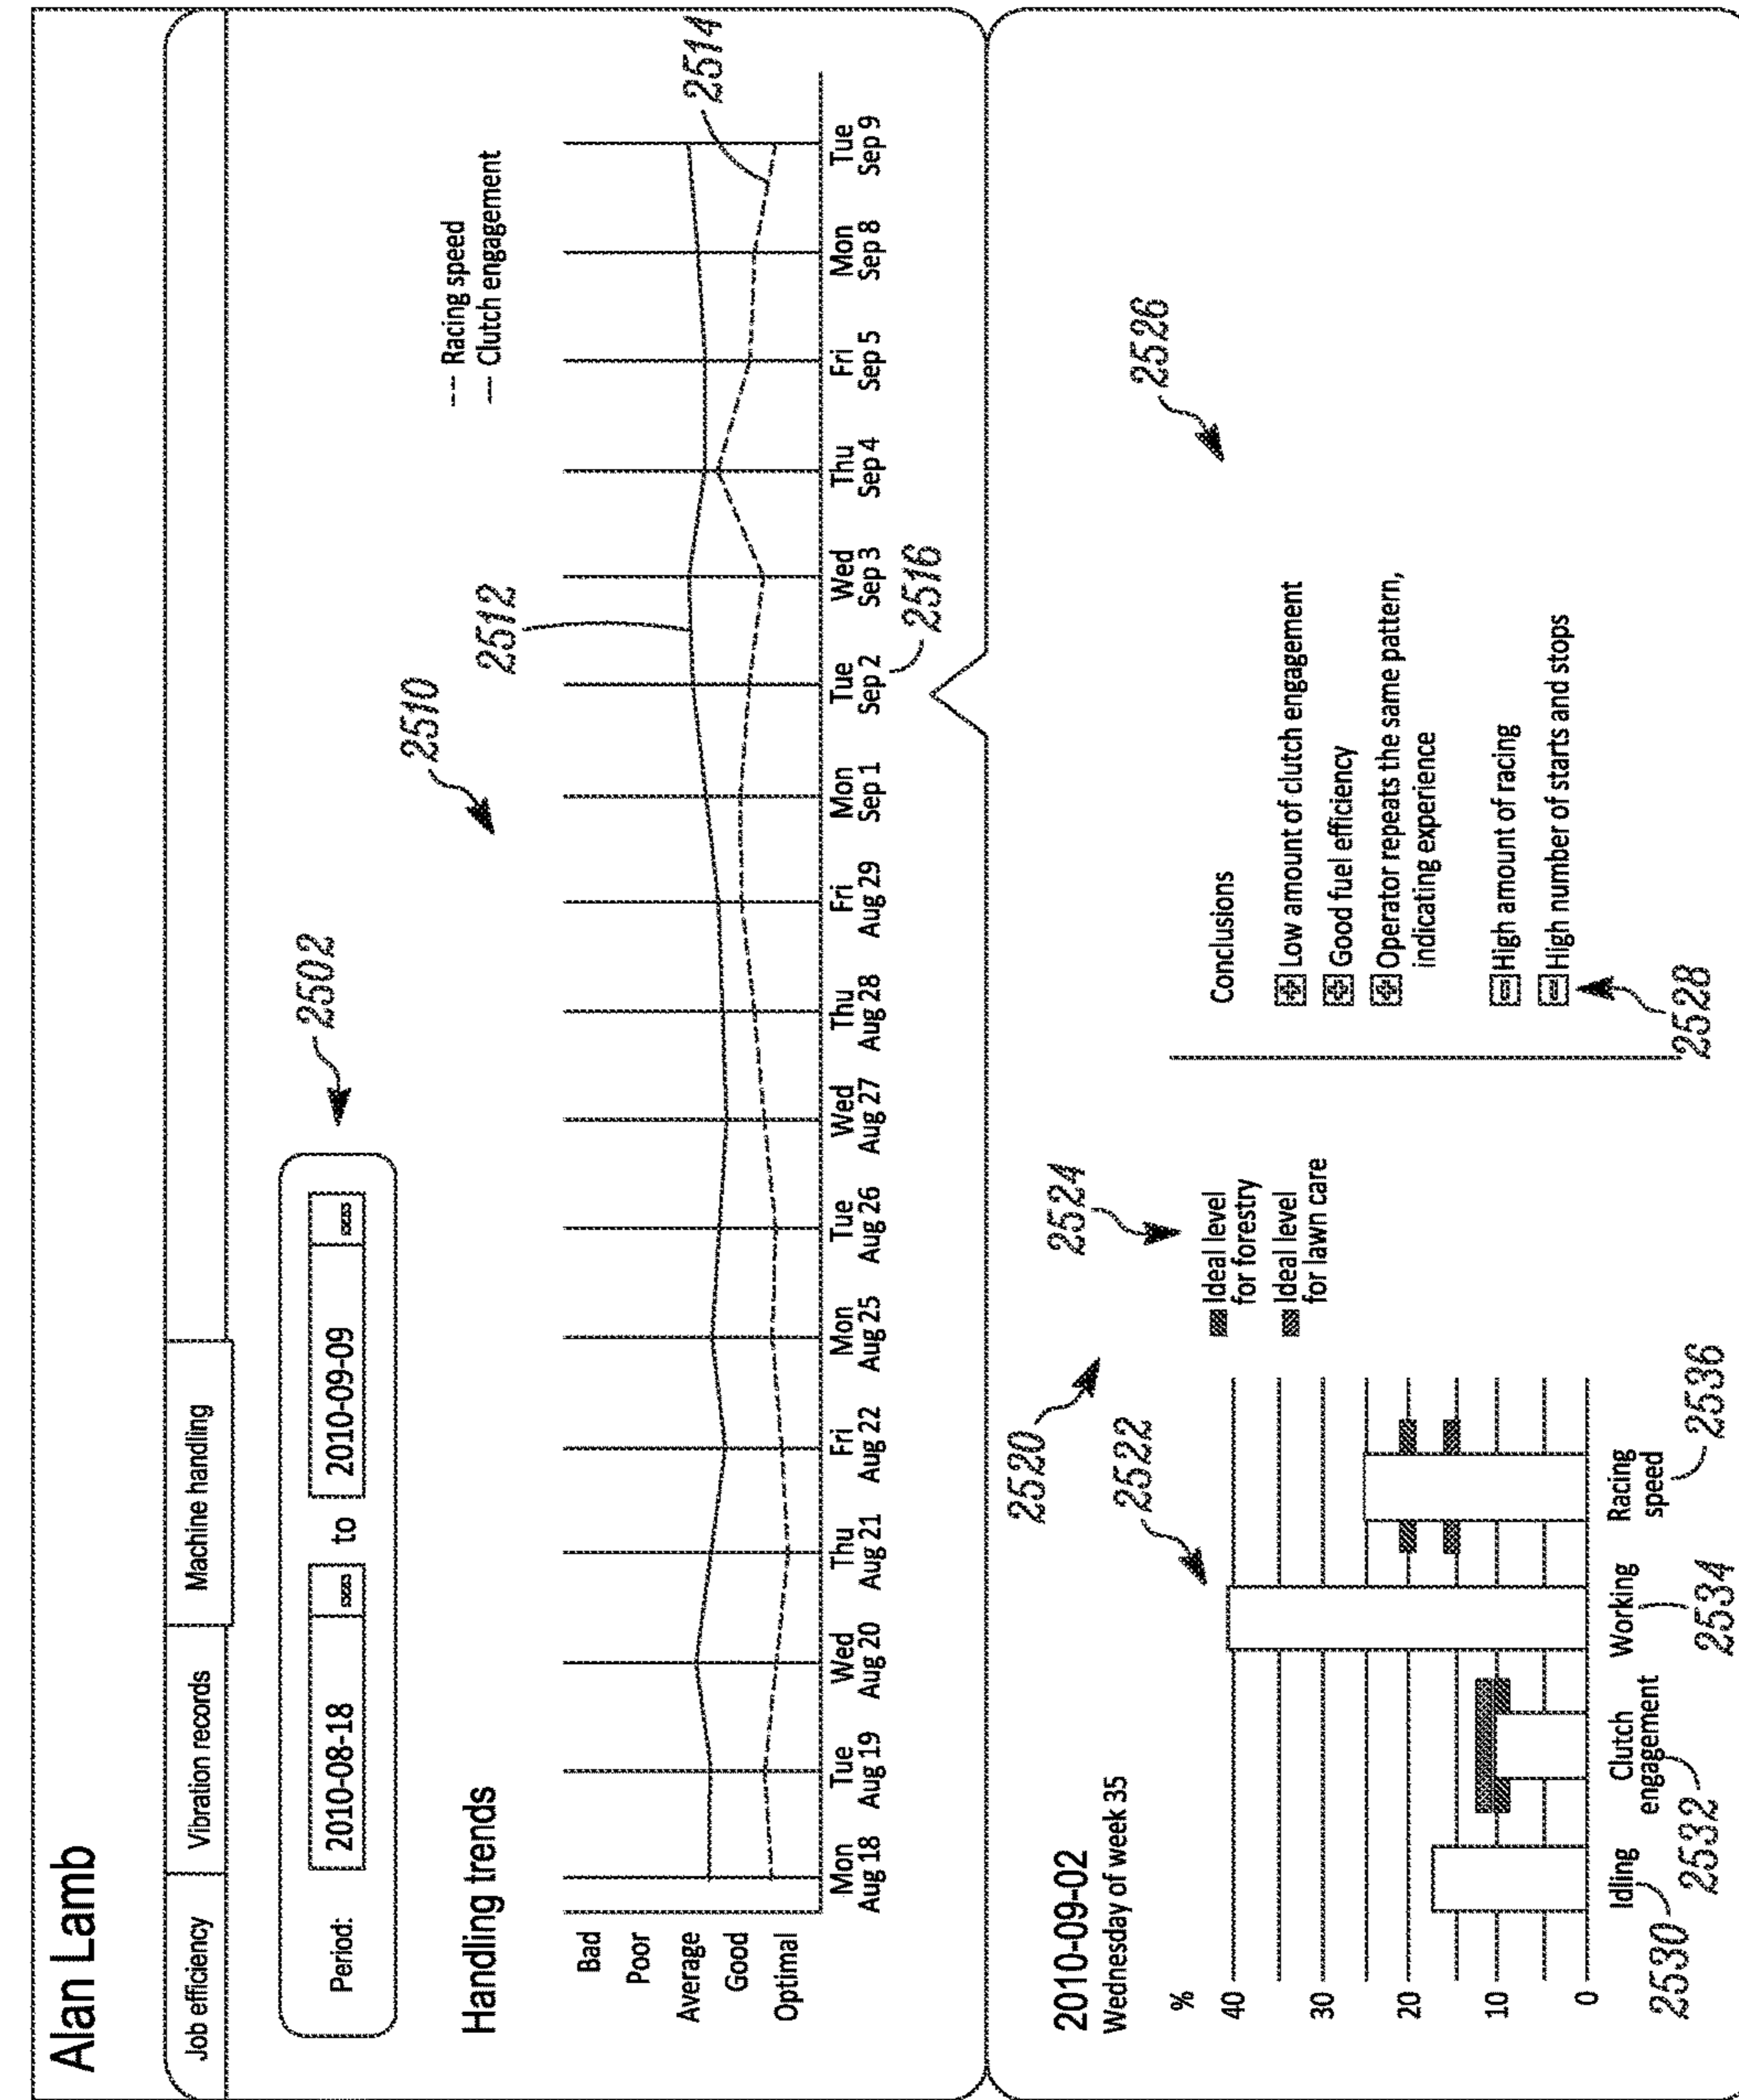 Alan Lamb
Job efficiency
Vibration records
Machine handling
Period:
2010-08-18
to
2010-09-09
2502
Handling trends
2510
-- Racing speed
-- Clutch engagement
Bad
Poor
Average
Good
Optimal
2512
2514
Mon
Aug 18
Tue
Aug 19
Wed
Aug 20
Thu
Aug 21
Fri
Aug 22
Mon
Aug 25
Tue
Aug 26
Wed
Aug 27
Thu
Aug 28
Fri
Aug 29
Mon
Sep 1
Tue
Sep 2
Wed
Sep 3
Thu
Sep 4
Fri
Sep 5
Mon
Sep 8
Tue
Sep 9
2516
2010-09-02
Wednesday of week 35
2520
2522
2524
Ideal level
for forestry
Ideal level
for lawn care
%
40
30
20
10
0
Idling
Clutch
engagement
Working
Racing
speed
2530
2532
2534
2536
2526
Conclusions
Low amount of clutch engagement
Good fuel efficiency
Operator repeats the same pattern,
indicating experience
High amount of racing
High number of starts and stops
2528